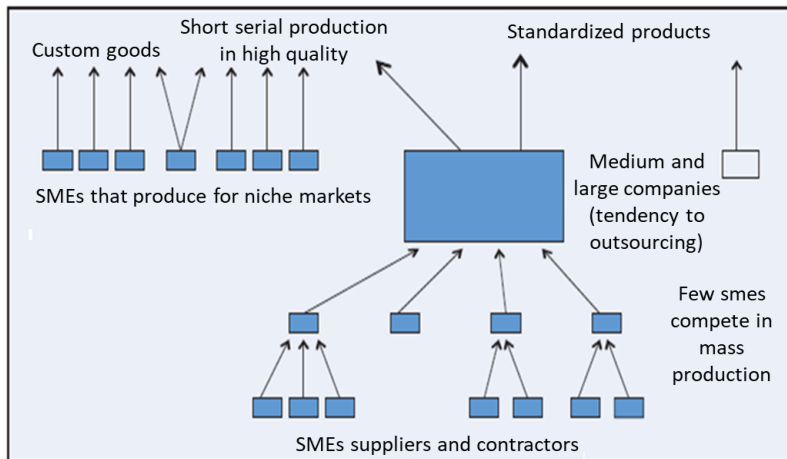 Custom goods
Short serial production
in high quality
Standardized products
SMEs that produce for niche markets
Medium and
large companies
(tendency to
outsourcing)
Few smes
compete in
mass
production
SMEs suppliers and contractors